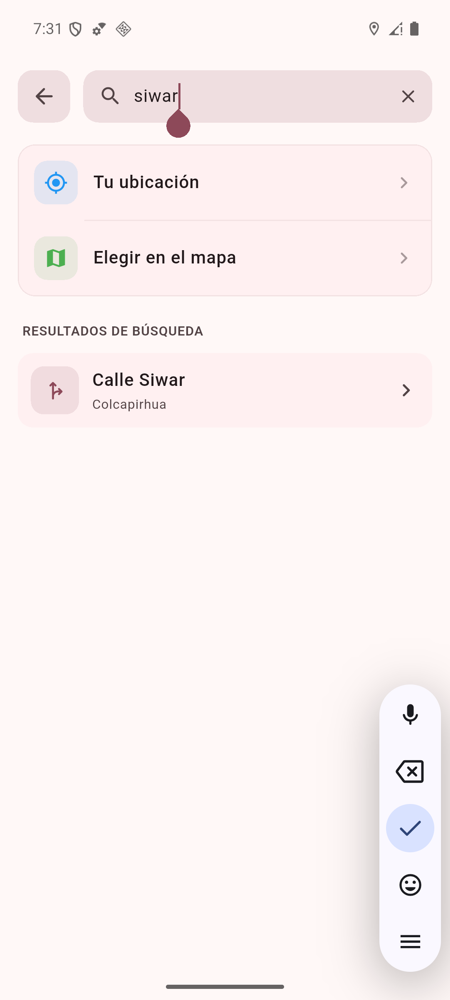 7:31
siwar
Tu ubicación
Elegir en el mapa
RESULTADOS DE BÚSQUEDA
Calle Siwar
Colcapirhua